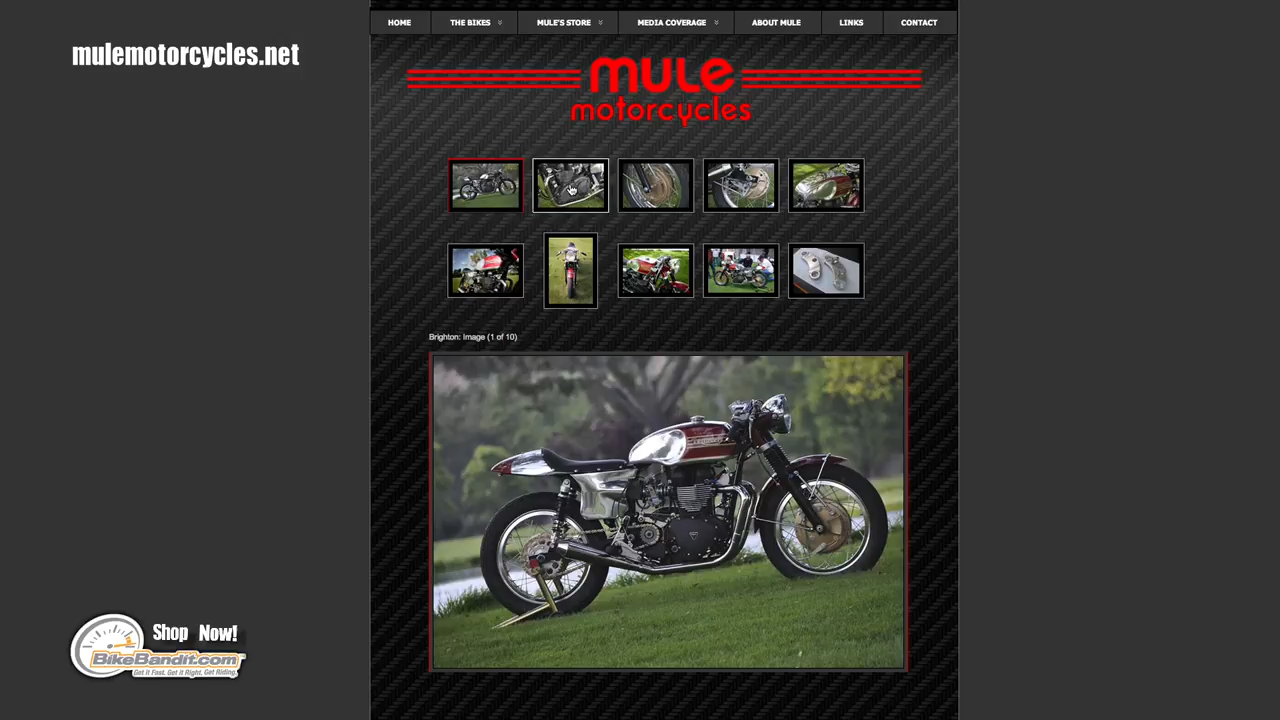 HOME THE BIKES MULE'S STORE MEDIA COVERAGE ABOUT MULE LINKS CONTACT
mulemotorcycles.net
mule
motorcycles
Brighton: Image (1 of 10)
Shop Now!
BikeBandit.com
Get It Fast. Get It Right. Get Riding.